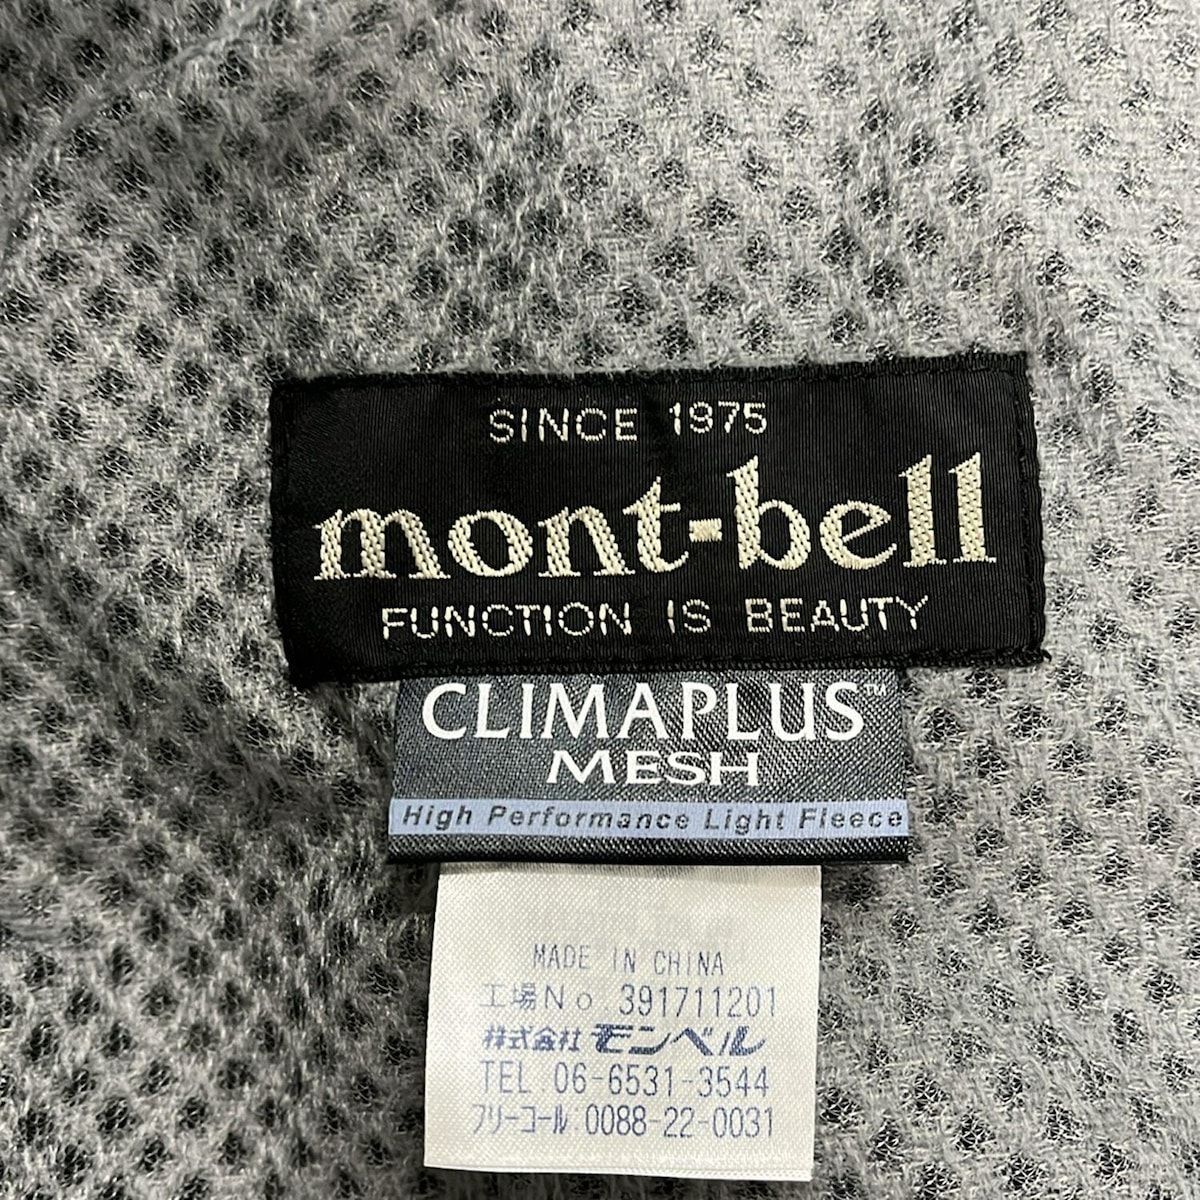 SINCE 1975
mont-bell
FUNCTION IS BEAUTY
CLIMAPLUS™
MESH
High Performance Light Fleece
MADE IN CHINA
工場No.391711201
株式会社モンベル
TEL.06-6531-3544
フリーコール:0088-22-0031